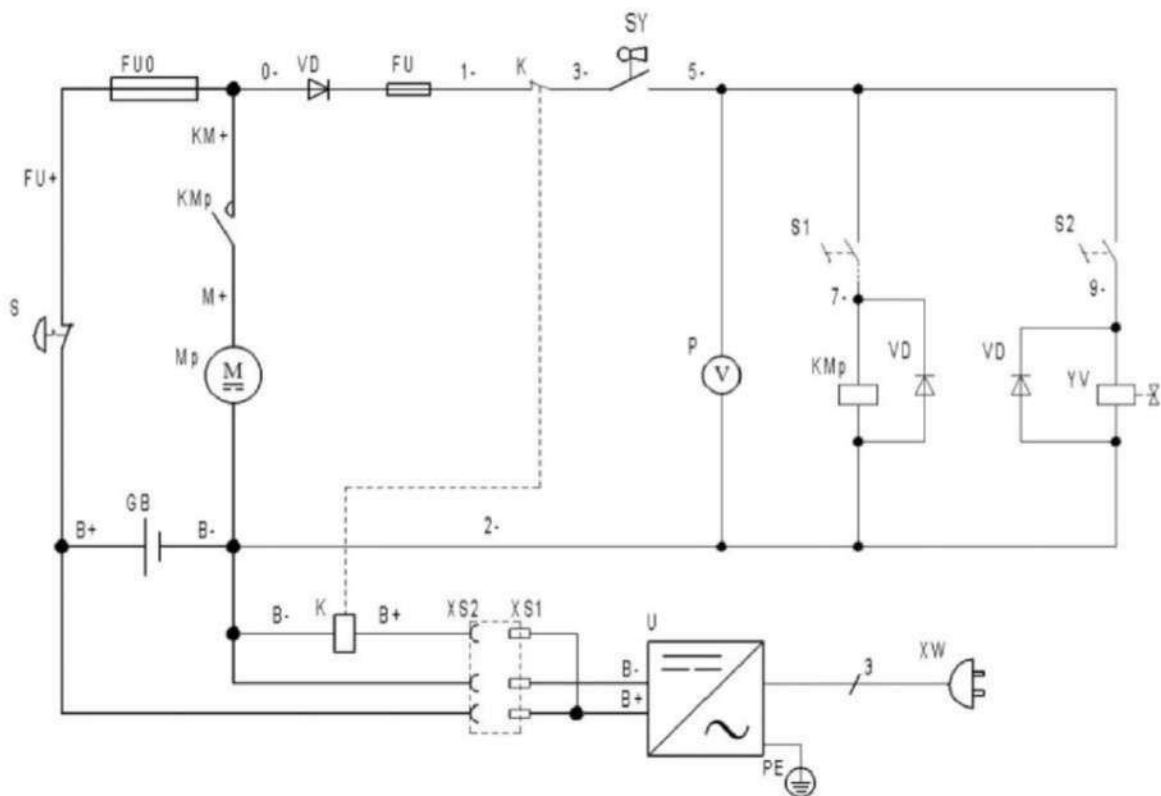 SY
FU0
0-
VD
FU
1-
K
3-
5-
KM+
FU+
KMp
S1
S2
7-
9-
S
M+
Mp
M
P
V
KMp
VD
VD
YV
GB
B+
B-
2-
B-
K
B+
XS2
XS1
U
B-
B+
3
XW
PE